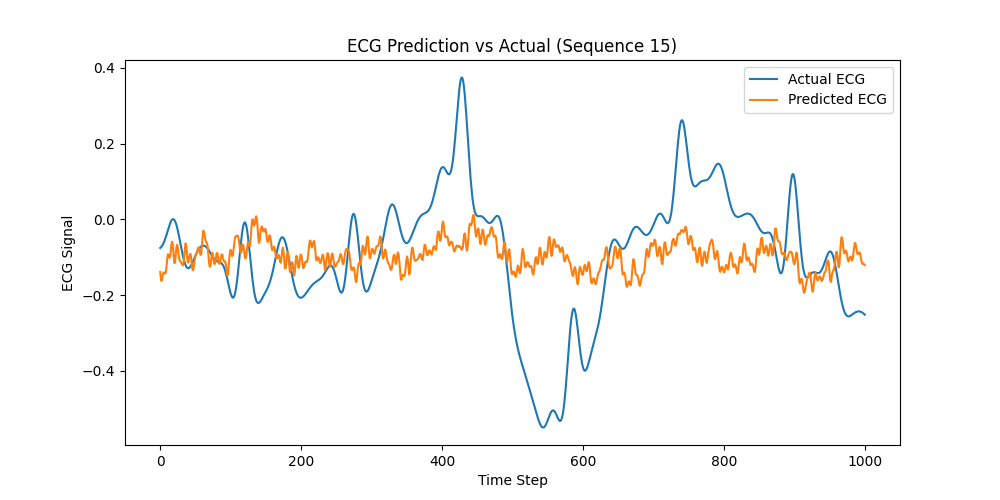 ECG Prediction vs Actual (Sequence 15)
Actual ECG
Predicted ECG
ECG Signal
0.4
0.2
0.0
−0.2
−0.4
0 200 400 600 800 1000
Time Step